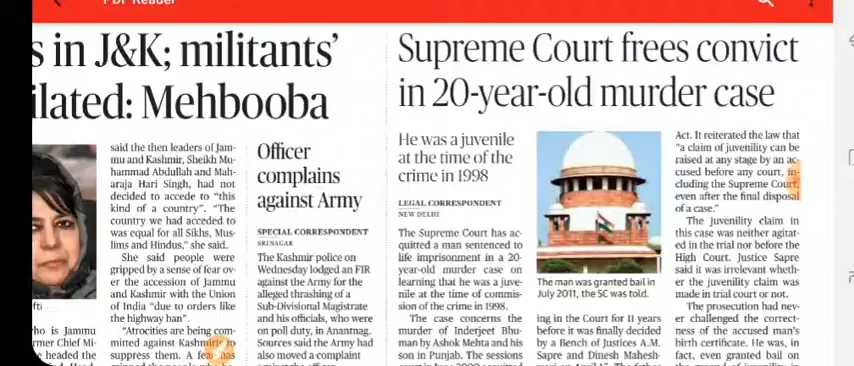 PDF Reader
s in J&K; militants'
ilated: Mehbooba
said the then leaders of Jam-
mu and Kashmir, Sheikh Mu-
hammad Abdullah and Mah-
araja Hari Singh, had not
decided to accede to "this
kind of a country". "The
country we had acceded to
was equal for all Sikhs, Mus-
lims and Hindus," she said.
She said people were
gripped by a sense of fear ov-
er the accession of Jammu
and Kashmir with the Union
of India "due to orders like
the highway ban".
"Atrocities are being com-
mitted against Kashmiris to
suppress them. A few has
fti
ho is Jammu
rmer Chief Mi-
e headed the
Officer
complains
against Army
SPECIAL CORRESPONDENT
SRINAGAR
The Kashmir police on
Wednesday lodged an FIR
against the Army for the
alleged thrashing of a
Sub-Divisional Magistrate
and his officials, who were
on poll duty, in Anantnag.
Sources said the Army had
also moved a complaint
Supreme Court frees convict
in 20-year-old murder case
He was a juvenile
at the time of the
crime in 1998
LEGAL CORRESPONDENT
NEW DELHI
The Supreme Court has ac-
quitted a man sentenced to
life imprisonment in a 20-
year-old murder case on
learning that he was a juve-
nile at the time of commis-
sion of the crime in 1998.
The case concerns the
murder of Inderjeet Bhu-
man by Ashok Mehta and his
son in Punjab. The sessions
The man was granted bail in
July 2011, the SC was told.
ing in the Court for 11 years
before it was finally decided
by a Bench of Justices A.M.
Sapre and Dinesh Mahesh-
Act. It reiterated the law that
"a claim of juvenility can be
raised at any stage by an ac-
cused before any court, in-
cluding the Supreme Court,
even after the final disposal
of a case."
The juvenility claim in
this case was neither agitat-
ed in the trial nor before the
High Court. Justice Sapre
said it was irrelevant wheth-
er the juvenility claim was
made in trial court or not.
The prosecution had nev-
er challenged the correct-
ness of the accused man's
birth certificate. He was, in
fact, even granted bail on